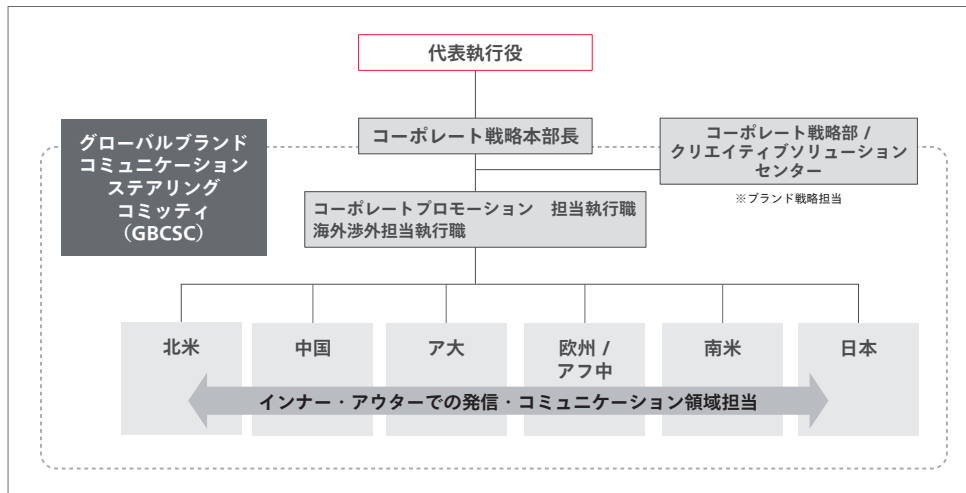 代表執行役
グローバルブランド
コミュニケーション
ステアリング
コミッティ
（GBCSC）
コーポレート戦略本部長
コーポレート戦略部 /
クリエイティブソリューション
センター
※ブランド戦略担当
コーポレートプロモーション　担当執行職
海外渉外担当執行職
北米
中国
ア大
欧州 /
アフ中
南米
日本
インナー・アウターでの発信・コミュニケーション領域担当